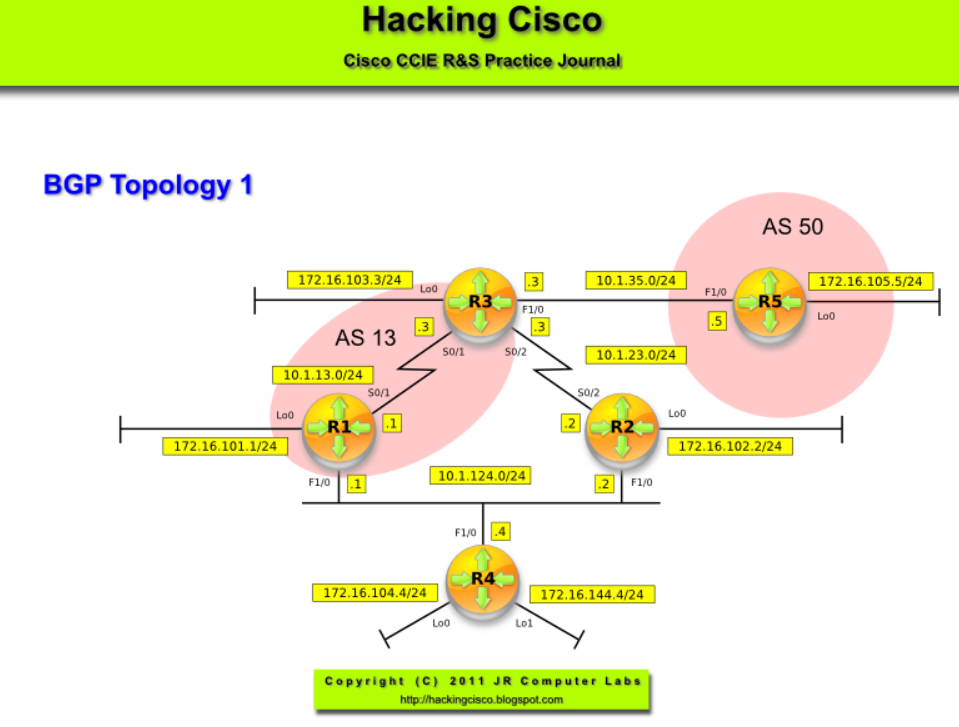 Hacking Cisco
Cisco CCIE R&S Practice Journal
BGP Topology 1
AS 50
172.16.103.3/24
Lo0
.3
10.1.35.0/24
F1/0
172.16.105.5/24
R3
R5
F1/0
.5
Lo0
.3
.3
AS 13
S0/1
S0/2
10.1.23.0/24
10.1.13.0/24
S0/1
S0/2
Lo0
R1
.1
.2
R2
Lo0
172.16.101.1/24
172.16.102.2/24
F1/0
.1
10.1.124.0/24
.2
F1/0
F1/0
.4
R4
172.16.104.4/24
172.16.144.4/24
Lo0
Lo1
Copyright (C) 2011 JR Computer Labs
http://hackingcisco.blogspot.com